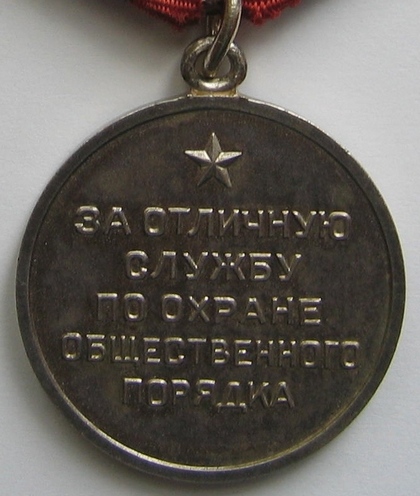 ЗА ОТЛИЧНУЮ
СЛУЖБУ
ПО ОХРАНЕ
ОБЩЕСТВЕННОГО
ПОРЯДКА